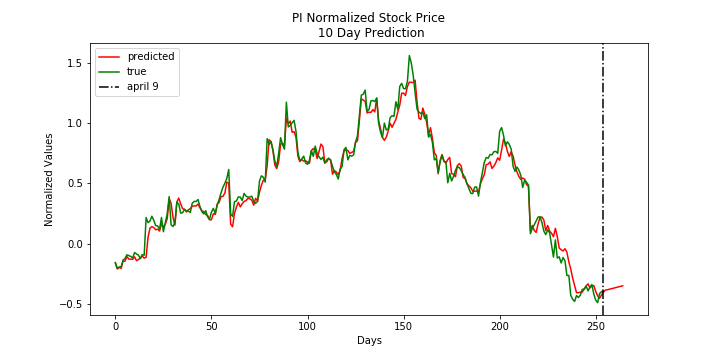 PI Normalized Stock Price
10 Day Prediction
predicted
true
april 9
Normalized Values
1.5
1.0
0.5
0.0
−0.5
0
50
100
150
200
250
Days